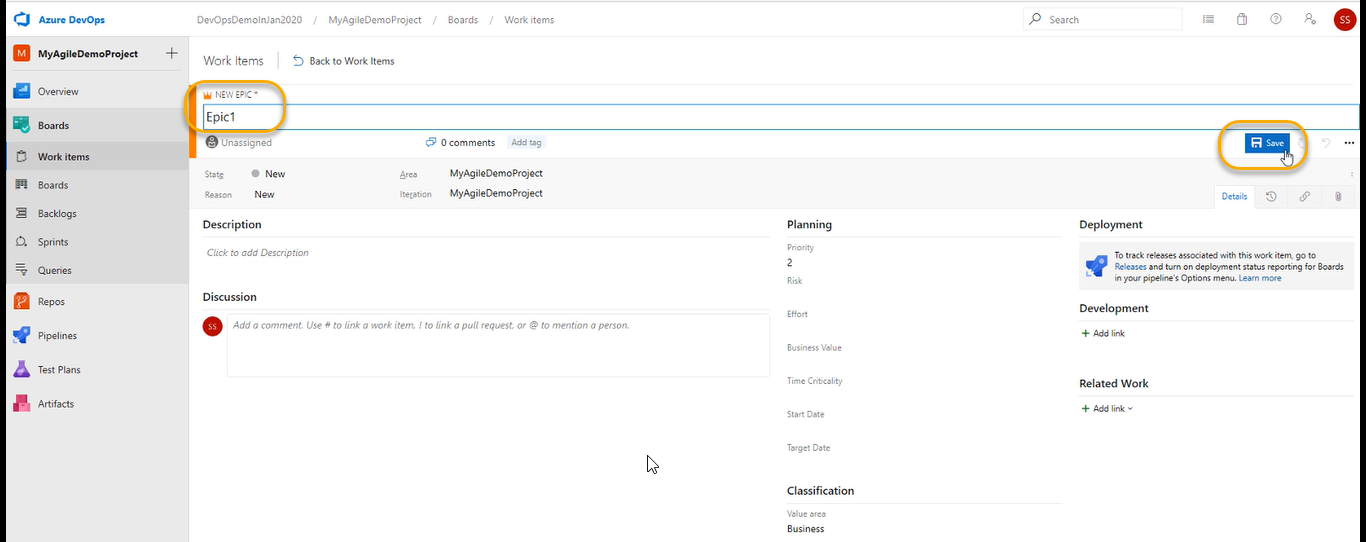 Azure DevOps
DevOpsDemoInJan2020 / MyAgileDemoProject / Boards / Work items
Search
SS
M MyAgileDemoProject
Overview
Boards
Work items
Boards
Backlogs
Sprints
Queries
Repos
Pipelines
Test Plans
Artifacts
Work Items
Back to Work Items
NEW EPIC *
Epic1
Unassigned
0 comments
Add tag
Save
State
New
Area
MyAgileDemoProject
Reason
New
Iteration
MyAgileDemoProject
Details
Description
Click to add Description
Discussion
SS
Add a comment. Use # to link a work item, ! to link a pull request, or @ to mention a person.
Planning
Priority
2
Risk
Effort
Business Value
Time Criticality
Start Date
Target Date
Classification
Value area
Business
Deployment
To track releases associated with this work item, go to
Releases and turn on deployment status reporting for Boards
in your pipeline's Options menu. Learn more
Development
+ Add link
Related Work
+ Add link